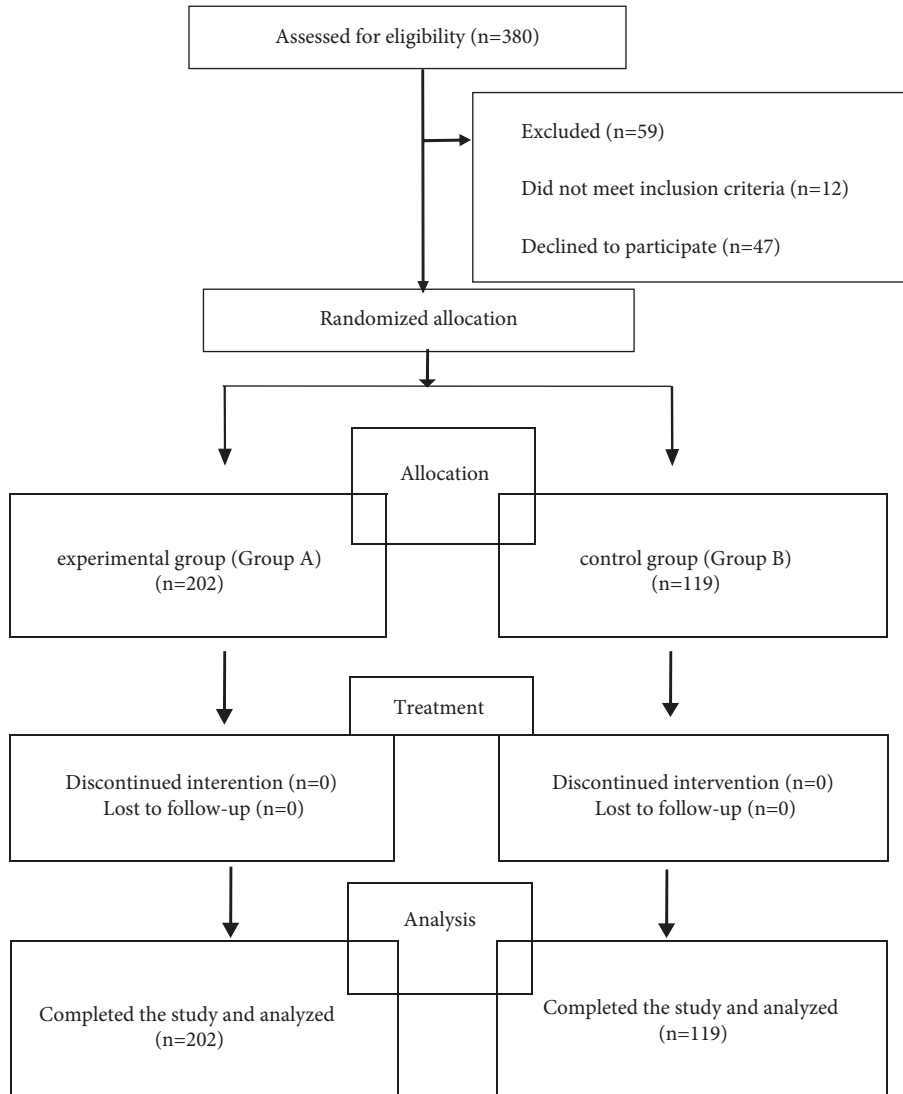 Assessed for eligibility (n=380)
Excluded (n=59)
Did not meet inclusion criteria (n=12)
Declined to participate (n=47)
Randomized allocation
Allocation
experimental group (Group A)
(n=202)
control group (Group B)
(n=119)
Treatment
Discontinued interention (n=0)
Lost to follow-up (n=0)
Discontinued intervention (n=0)
Lost to follow-up (n=0)
Analysis
Completed the study and analyzed
(n=202)
Completed the study and analyzed
(n=119)